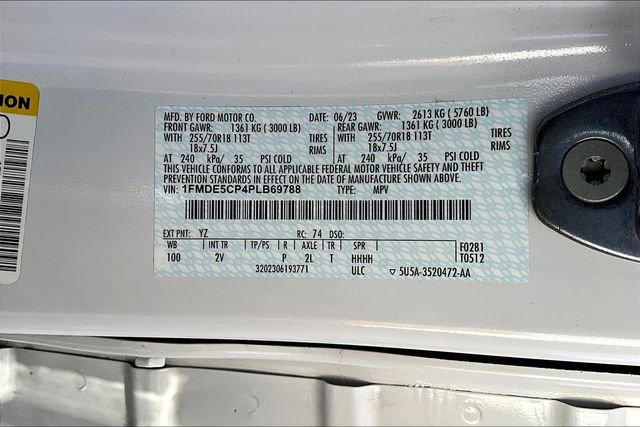 ION
MFD. BY FORD MOTOR CO. DATE: 06/23 GVWR: 2613 KG ( 5760 LB)
FRONT GAWR: 1361 KG ( 3000 LB) REAR GAWR: 1361 KG ( 3000 LB)
255/70R18 113T TIRES 255/70R18 113T TIRES
18x7.5J RIMS 18x7.5J RIMS
AT 240 kPa/ 35 PSI COLD AT 240 kPa/ 35 PSI COLD
THIS VEHICLE CONFORMS TO ALL APPLICABLE FEDERAL MOTOR VEHICLE SAFETY AND THEFT
PREVENTION STANDARDS IN EFFECT ON THE DATE OF MANUFACTURE SHOWN ABOVE.
VIN: 1FMDE5CP4PLB69788 TYPE: MPV
EXT PNT: YZ RC: 74 DSO:
WB INT TR TP/PS R AXLE TR SPR F0281
100 2V P 2L T HHHH T0512
3202306193771 ULC ▽ 5U5A-3520472-AA